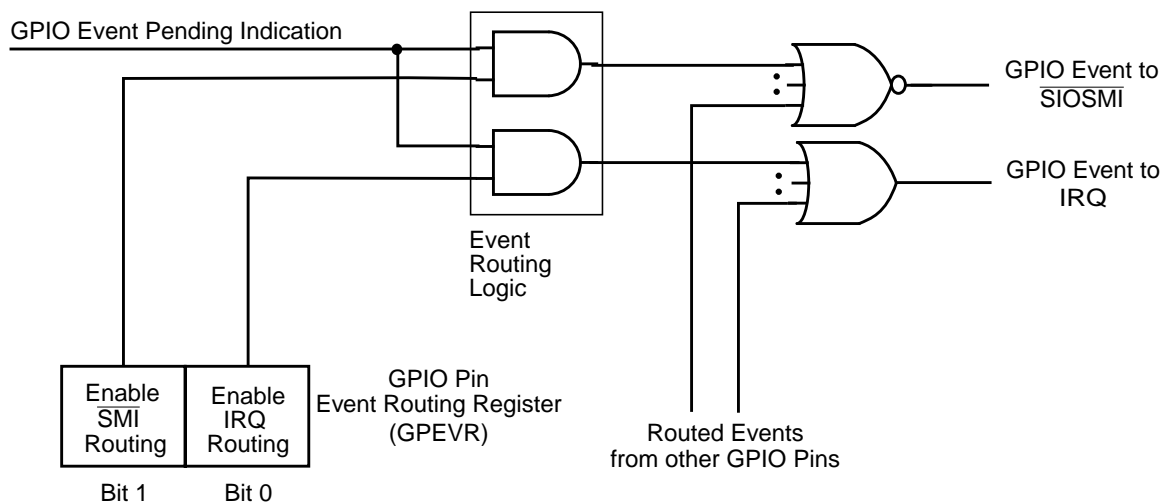 GPIO Event Pending Indication
GPIO Event to
SIOSMI
GPIO Event to
IRQ
Event
Routing
Logic
Enable
SMI
Routing
Enable
IRQ
Routing
GPIO Pin
Event Routing Register
(GPEVR)
Routed Events
from other GPIO Pins
Bit 1
Bit 0